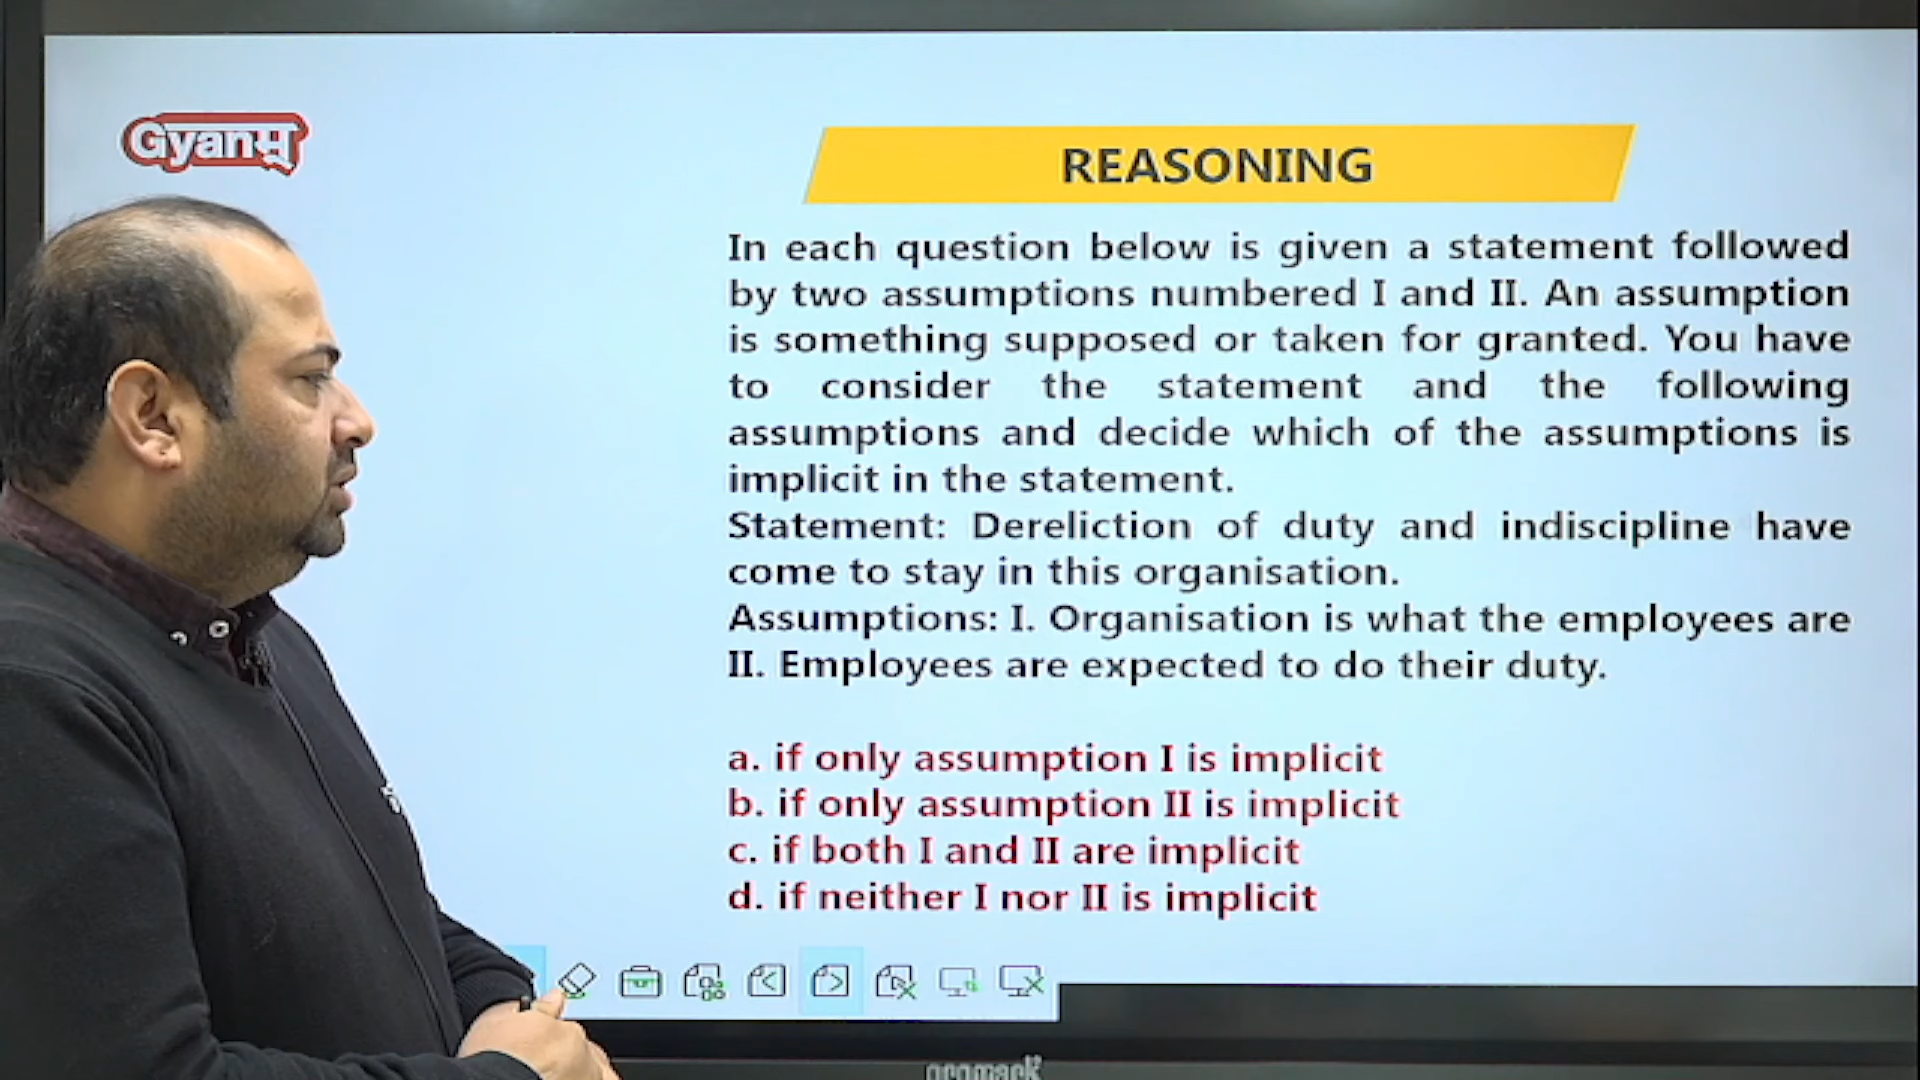 Gyanम्
REASONING
In each question below is given a statement followed
by two assumptions numbered I and II. An assumption
is something supposed or taken for granted. You have
to consider the statement and the following
assumptions and decide which of the assumptions is
implicit in the statement.
Statement: Dereliction of duty and indiscipline have
come to stay in this organisation.
Assumptions: I. Organisation is what the employees are
II. Employees are expected to do their duty.
a. if only assumption I is implicit
b. if only assumption II is implicit
c. if both I and II are implicit
d. if neither I nor II is implicit